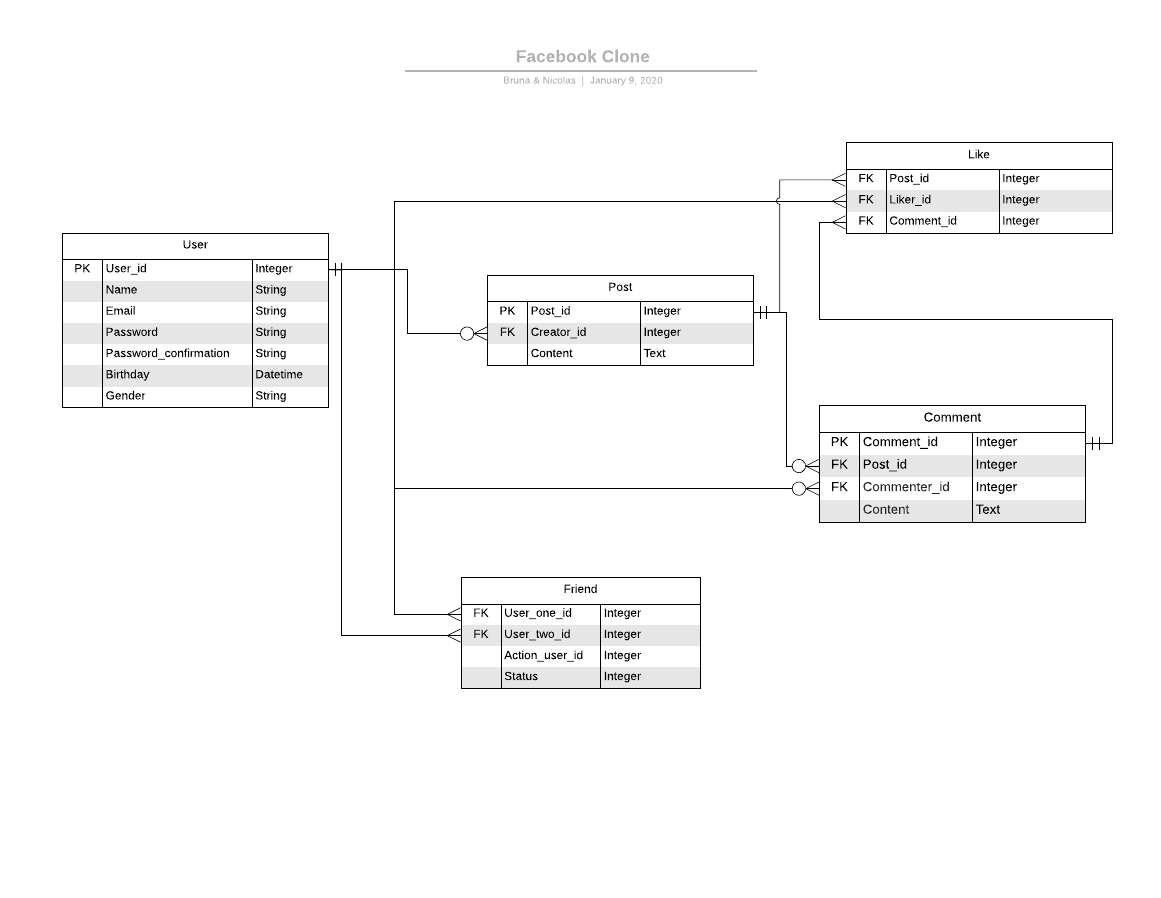 Facebook Clone
Bruna & Nicolas | January 9, 2020
Like
FK Post_id Integer
FK Liker_id Integer
FK Comment_id Integer
User
PK User_id Integer
Name String
Email String
Password String
Password_confirmation String
Birthday Datetime
Gender String
Post
PK Post_id Integer
FK Creator_id Integer
Content Text
Comment
PK Comment_id Integer
FK Post_id Integer
FK Commenter_id Integer
Content Text
Friend
FK User_one_id Integer
FK User_two_id Integer
Action_user_id Integer
Status Integer